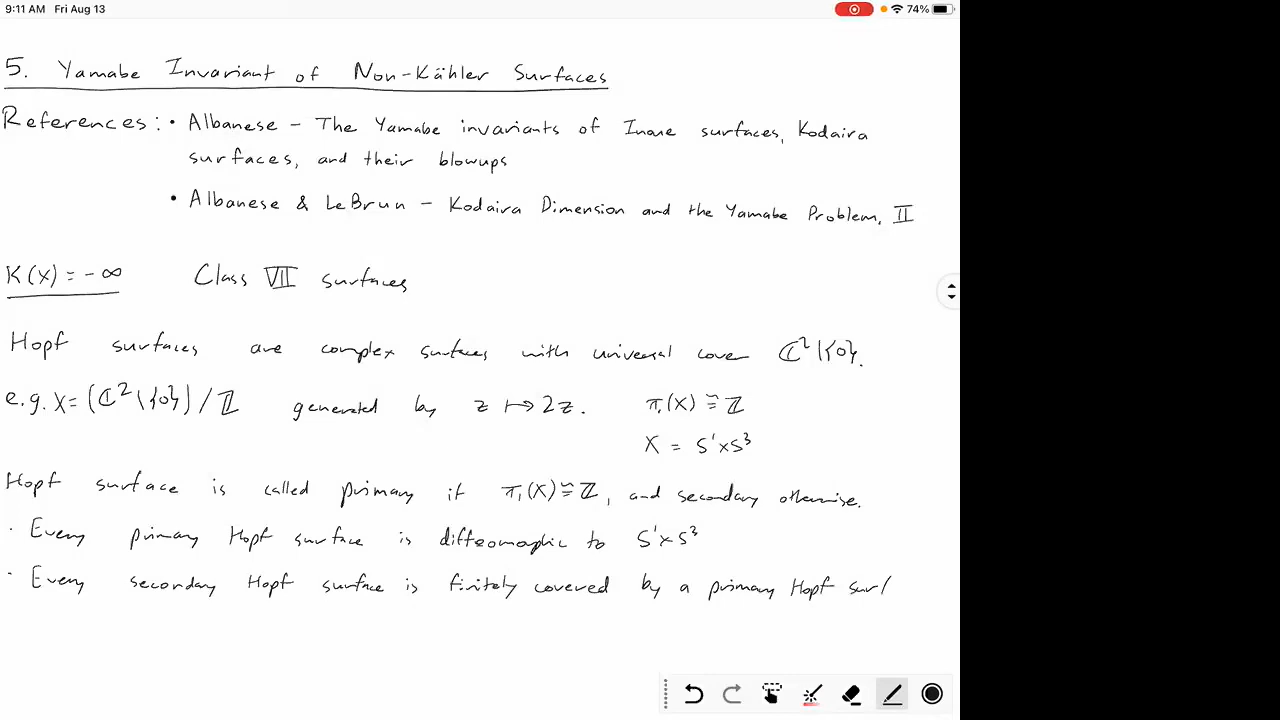 9:11 AM Fri Aug 13
74%
5. Yamabe Invariant of Non-Kähler Surfaces
References: • Albanese – The Yamabe invariants of Inoue surfaces, Kodaira
surfaces, and their blowups
• Albanese & LeBrun – Kodaira Dimension and the Yamabe Problem, II
K(X) = -∞ Class VII surfaces
Hopf surfaces are complex surfaces with universal cover ℂ²\{0}.
e.g. X = (ℂ²\{0})/ℤ generated by z ↦ 2z. π₁(X) ≅ ℤ
X = S¹×S³
Hopf surface is called primary if π₁(X) ≅ ℤ, and secondary otherwise.
· Every primary Hopf surface is diffeomorphic to S¹×S³
· Every secondary Hopf surface is finitely covered by a primary Hopf surf